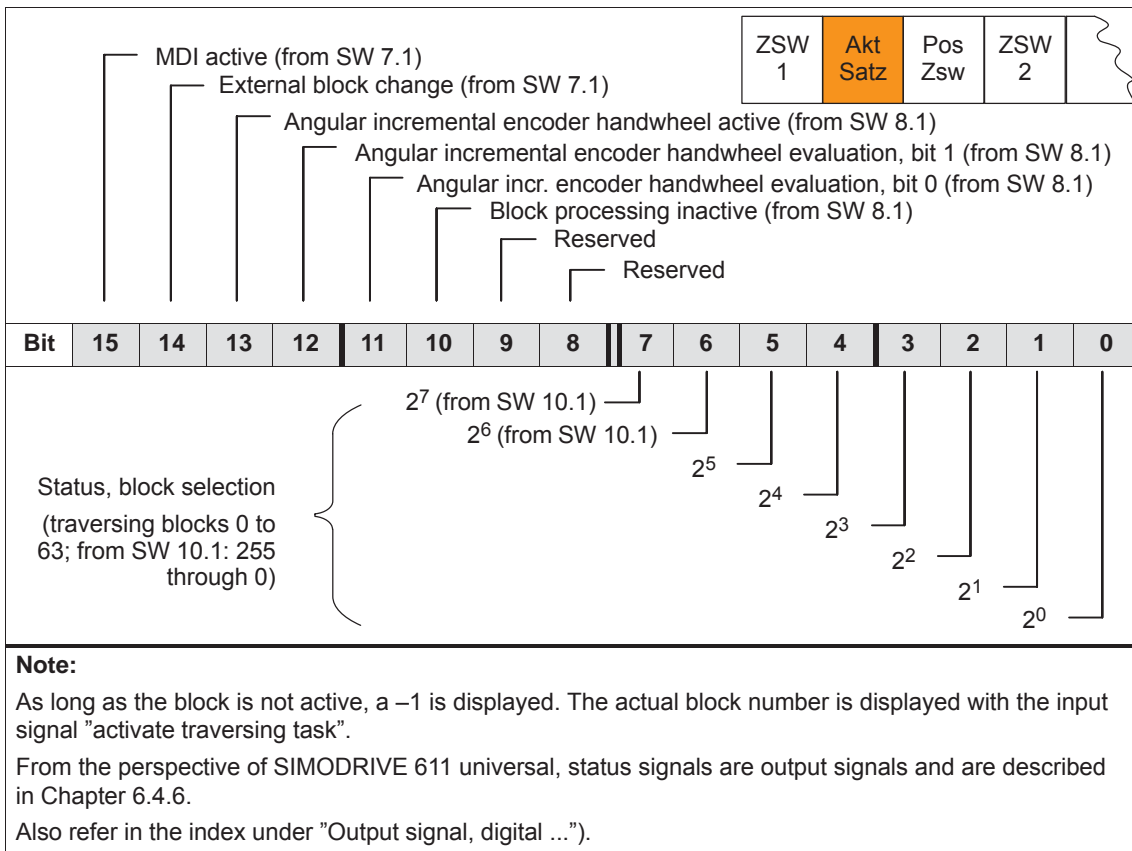 ZSW 1 Akt Satz Pos Zsw ZSW 2
MDI active (from SW 7.1)
External block change (from SW 7.1)
Angular incremental encoder handwheel active (from SW 8.1)
Angular incremental encoder handwheel evaluation, bit 1 (from SW 8.1)
Angular incr. encoder handwheel evaluation, bit 0 (from SW 8.1)
Block processing inactive (from SW 8.1)
Reserved
Reserved
Bit 15 14 13 12 11 10 9 8 7 6 5 4 3 2 1 0
2⁷ (from SW 10.1)
2⁶ (from SW 10.1)
2⁵
2⁴
2³
2²
2¹
2⁰
Status, block selection
(traversing blocks 0 to
63; from SW 10.1: 255
through 0)
Note:
As long as the block is not active, a –1 is displayed. The actual block number is displayed with the input
signal ”activate traversing task”.
From the perspective of SIMODRIVE 611 universal, status signals are output signals and are described
in Chapter 6.4.6.
Also refer in the index under ”Output signal, digital ...”).